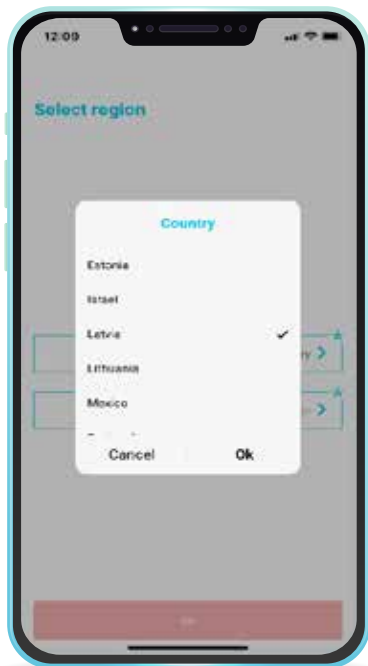 12:09
Select region
Country
Estonia
Israel
Latvia
Lithuania
Mexico
Cancel Ok